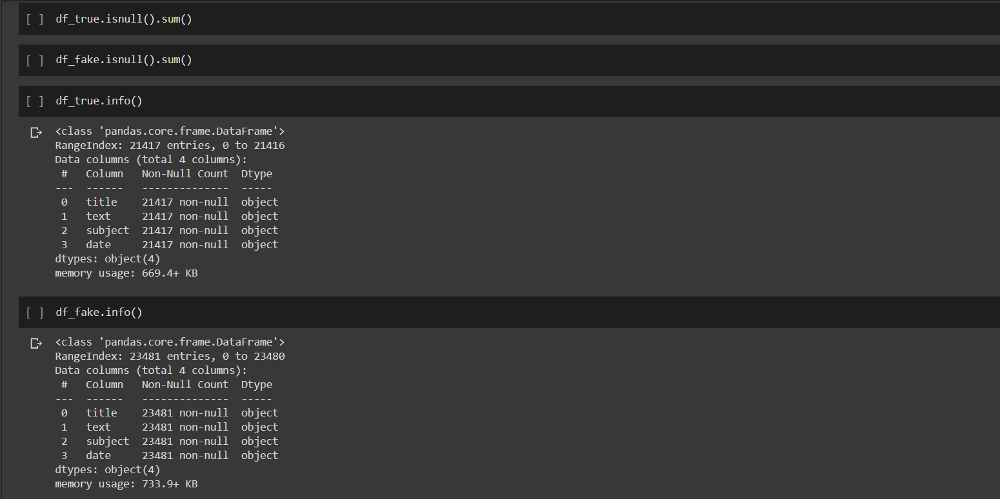 [ ] df_true.isnull().sum()
[ ] df_fake.isnull().sum()
[ ] df_true.info()
<class 'pandas.core.frame.DataFrame'>
RangeIndex: 21417 entries, 0 to 21416
Data columns (total 4 columns):
 #   Column   Non-Null Count  Dtype
---  ------   --------------  -----
 0   title    21417 non-null  object
 1   text     21417 non-null  object
 2   subject  21417 non-null  object
 3   date     21417 non-null  object
dtypes: object(4)
memory usage: 669.4+ KB
[ ] df_fake.info()
<class 'pandas.core.frame.DataFrame'>
RangeIndex: 23481 entries, 0 to 23480
Data columns (total 4 columns):
 #   Column   Non-Null Count  Dtype
---  ------   --------------  -----
 0   title    23481 non-null  object
 1   text     23481 non-null  object
 2   subject  23481 non-null  object
 3   date     23481 non-null  object
dtypes: object(4)
memory usage: 733.9+ KB